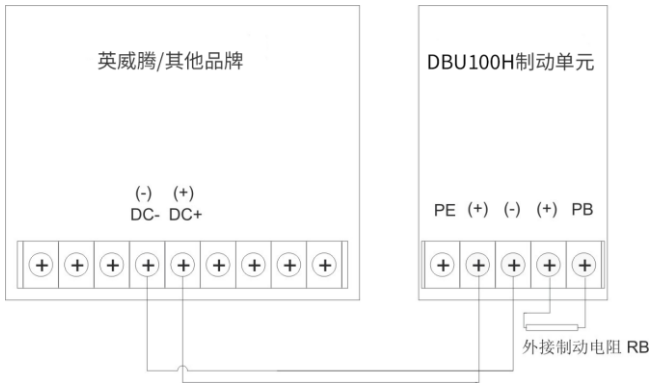 英威腾/其他品牌
DBU100H制动单元
(-) (+)
DC- DC+
PE (+) (-) (+) PB
外接制动电阻 RB